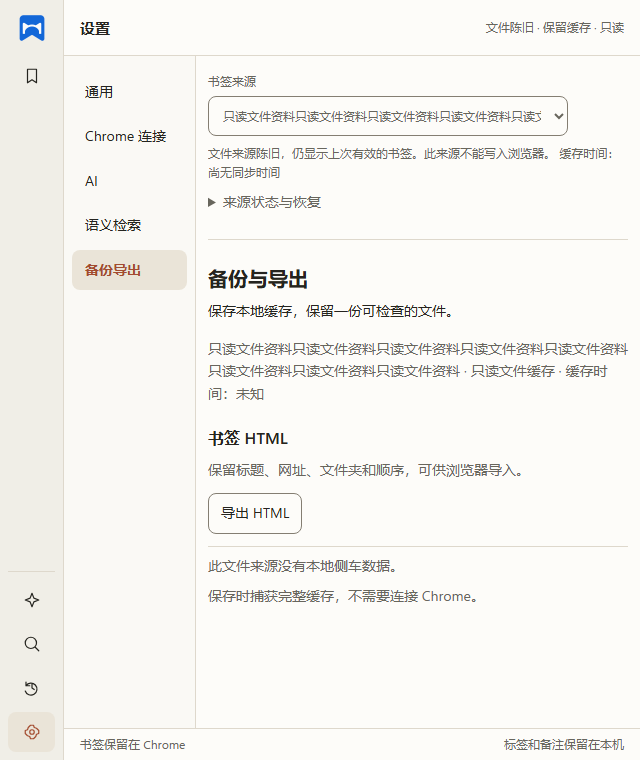 设置
文件陈旧 · 保留缓存 · 只读
通用
Chrome 连接
AI
语义检索
备份导出
书签来源
只读文件资料只读文件资料只读文件资料只读文件资料只读
文件来源陈旧，仍显示上次有效的书签。此来源不能写入浏览器。 缓存时间：
尚无同步时间
来源状态与恢复
备份与导出
保存本地缓存，保留一份可检查的文件。
只读文件资料只读文件资料只读文件资料只读文件资料只读文件资料
只读文件资料只读文件资料只读文件资料 · 只读文件缓存 · 缓存时
间：未知
书签 HTML
保留标题、网址、文件夹和顺序，可供浏览器导入。
导出 HTML
此文件来源没有本地侧车数据。
保存时捕获完整缓存，不需要连接 Chrome。
书签保留在 Chrome
标签和备注保留在本机